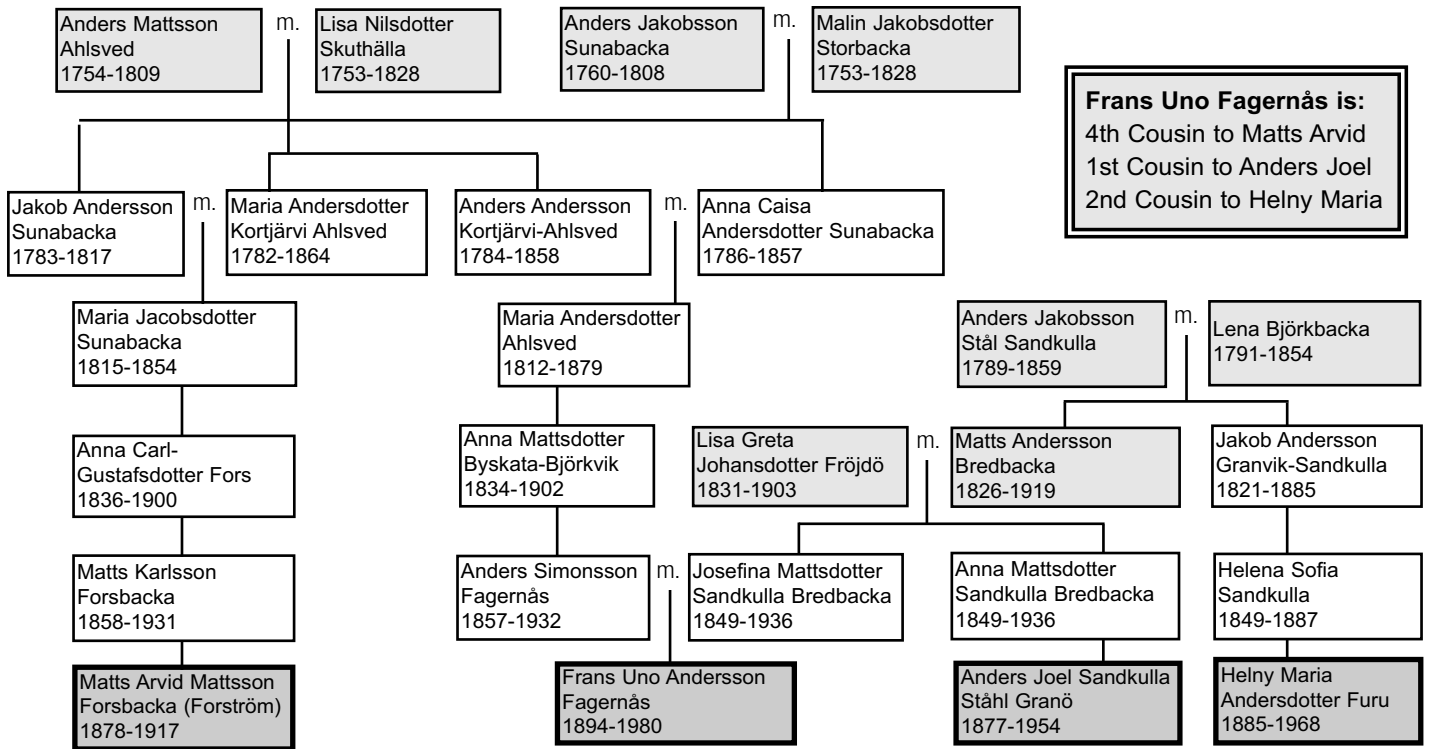 Anders Mattsson
Ahlsved
1754-1809
m.
Lisa Nilsdotter
Skuthälla
1753-1828
Anders Jakobsson
Sunabacka
1760-1808
m.
Malin Jakobsdotter
Storbacka
1753-1828
Frans Uno Fagernås is:
4th Cousin to Matts Arvid
1st Cousin to Anders Joel
2nd Cousin to Helny Maria
Jakob Andersson
Sunabacka
1783-1817
m.
Maria Andersdotter
Kortjärvi Ahlsved
1782-1864
Anders Andersson
Kortjärvi-Ahlsved
1784-1858
m.
Anna Caisa
Andersdotter Sunabacka
1786-1857
Maria Jacobsdotter
Sunabacka
1815-1854
Maria Andersdotter
Ahlsved
1812-1879
Anders Jakobsson
Stål Sandkulla
1789-1859
m.
Lena Björkbacka
1791-1854
Anna Carl-
Gustafsdotter Fors
1836-1900
Anna Mattsdotter
Byskata-Björkvik
1834-1902
Lisa Greta
Johansdotter Fröjdö
1831-1903
m.
Matts Andersson
Bredbacka
1826-1919
Jakob Andersson
Granvik-Sandkulla
1821-1885
Matts Karlsson
Forsbacka
1858-1931
Anders Simonsson
Fagernås
1857-1932
m.
Josefina Mattsdotter
Sandkulla Bredbacka
1849-1936
Anna Mattsdotter
Sandkulla Bredbacka
1849-1936
Helena Sofia
Sandkulla
1849-1887
Matts Arvid Mattsson
Forsbacka (Forström)
1878-1917
Frans Uno Andersson
Fagernås
1894-1980
Anders Joel Sandkulla
Ståhl Granö
1877-1954
Helny Maria
Andersdotter Furu
1885-1968